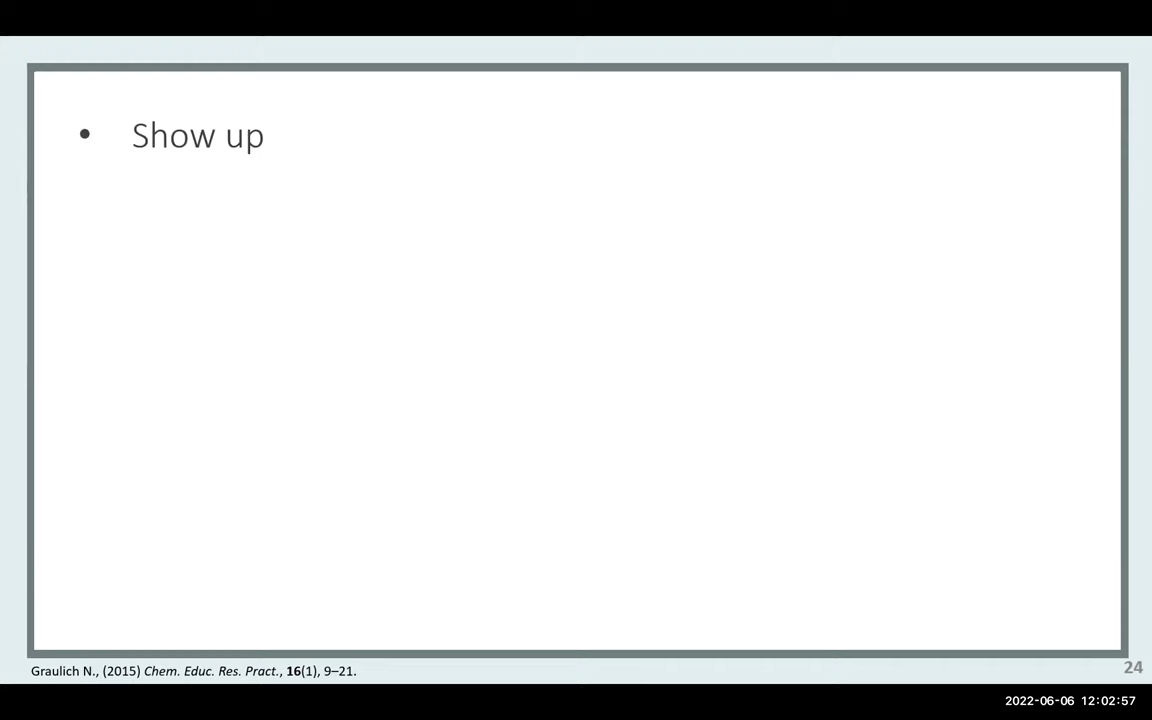 • Show up
Graulich N., (2015) Chem. Educ. Res. Pract., 16(1), 9–21.
24
2022-06-06 12:02:57